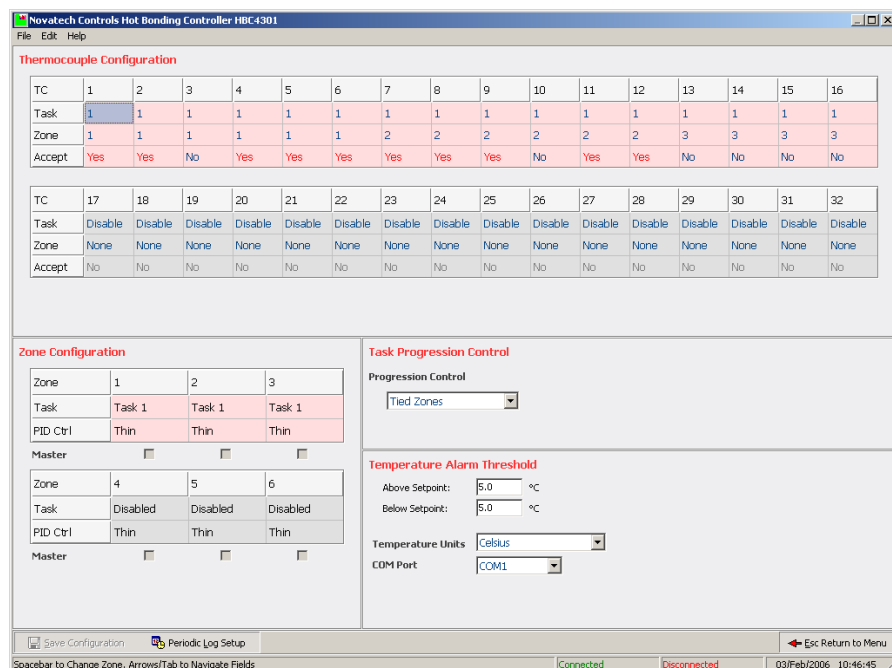 Novatech Controls Hot Bonding Controller HBC4301
File Edit Help
Thermocouple Configuration
TC 1 2 3 4 5 6 7 8 9 10 11 12 13 14 15 16
Task 1 1 1 1 1 1 1 1 1 1 1 1 1 1 1 1
Zone 1 1 1 1 1 1 2 2 2 2 2 2 3 3 3 3
Accept Yes Yes No Yes Yes Yes Yes Yes Yes No Yes Yes No No No No
TC 17 18 19 20 21 22 23 24 25 26 27 28 29 30 31 32
Task Disable Disable Disable Disable Disable Disable Disable Disable Disable Disable Disable Disable Disable Disable Disable Disable
Zone None None None None None None None None None None None None None None None None
Accept No No No No No No No No No No No No No No No No
Zone Configuration
Zone 1 2 3
Task Task 1 Task 1 Task 1
PID Ctrl Thin Thin Thin
Master
Zone 4 5 6
Task Disabled Disabled Disabled
PID Ctrl Thin Thin Thin
Master
Task Progression Control
Progression Control
Tied Zones
Temperature Alarm Threshold
Above Setpoint: 5.0 °C
Below Setpoint: 5.0 °C
Temperature Units Celsius
COM Port COM1
Save Configuration Periodic Log Setup Esc Return to Menu
Spacebar to Change Zone, Arrows/Tab to Navigate Fields Connected Disconnected 03/Feb/2006 10:46:45